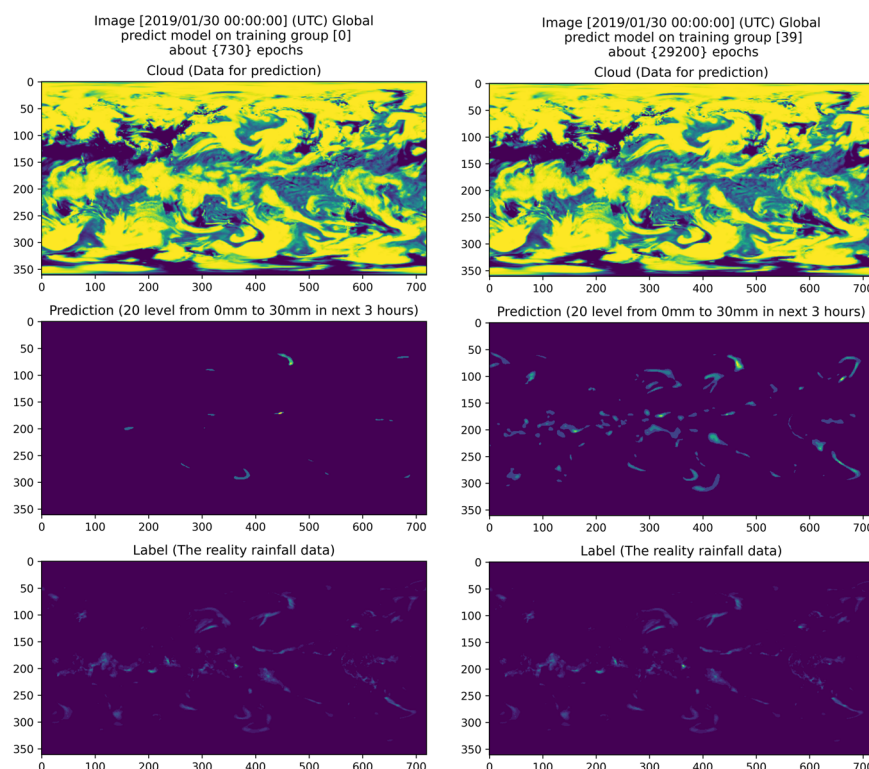 Image [2019/01/30 00:00:00] (UTC) Global
predict model on training group [0]
about {730} epochs
Cloud (Data for prediction)
0
50
100
150
200
250
300
350
0 100 200 300 400 500 600 700
Prediction (20 level from 0mm to 30mm in next 3 hours)
0
50
100
150
200
250
300
350
0 100 200 300 400 500 600 700
Label (The reality rainfall data)
0
50
100
150
200
250
300
350
0 100 200 300 400 500 600 700
Image [2019/01/30 00:00:00] (UTC) Global
predict model on training group [39]
about {29200} epochs
Cloud (Data for prediction)
0
50
100
150
200
250
300
350
0 100 200 300 400 500 600 700
Prediction (20 level from 0mm to 30mm in next 3 hours)
0
50
100
150
200
250
300
350
0 100 200 300 400 500 600 700
Label (The reality rainfall data)
0
50
100
150
200
250
300
350
0 100 200 300 400 500 600 700